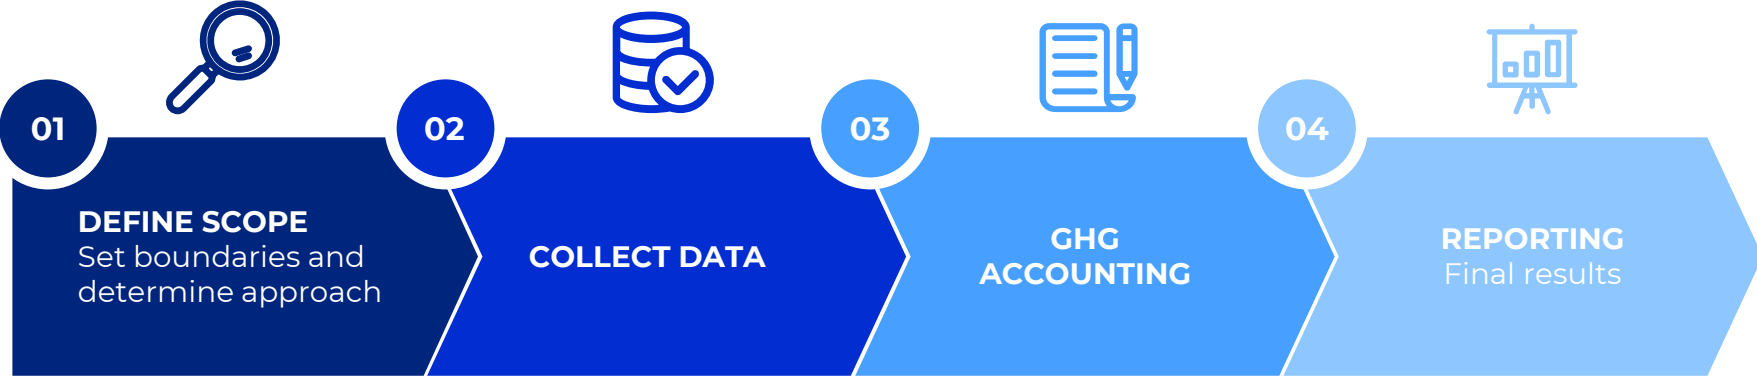 01
DEFINE SCOPE
Set boundaries and
determine approach
02
COLLECT DATA
03
GHG
ACCOUNTING
04
REPORTING
Final results